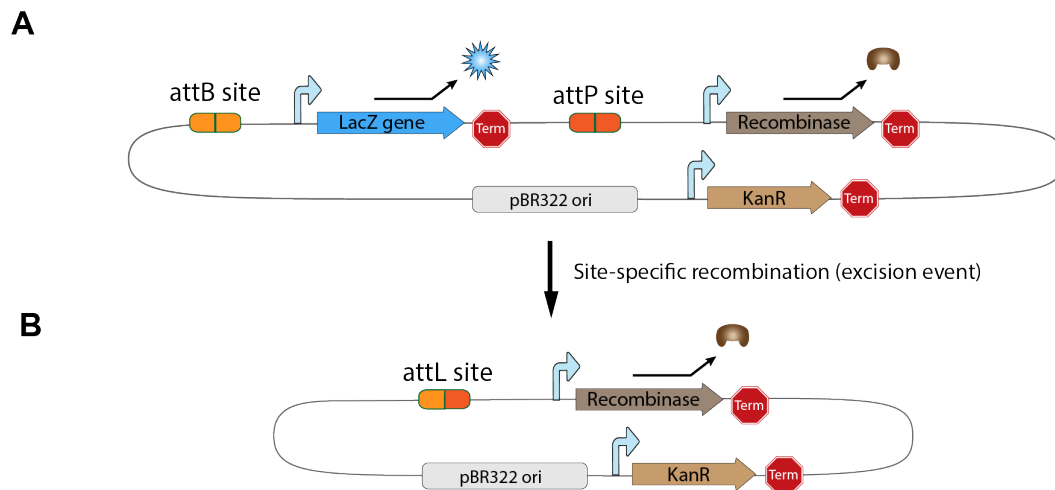 A
attB site
LacZ gene
Term
attP site
Recombinase
Term
pBR322 ori
KanR
Term
Site-specific recombination (excision event)
B
attL site
Recombinase
Term
pBR322 ori
KanR
Term